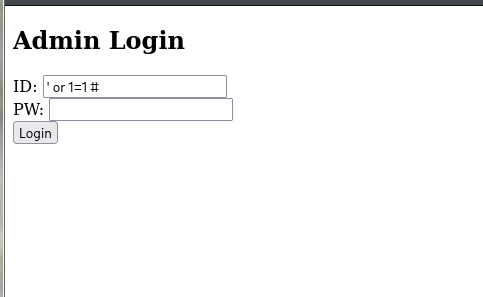 Admin Login
ID: ' or 1=1 #
PW:
Login